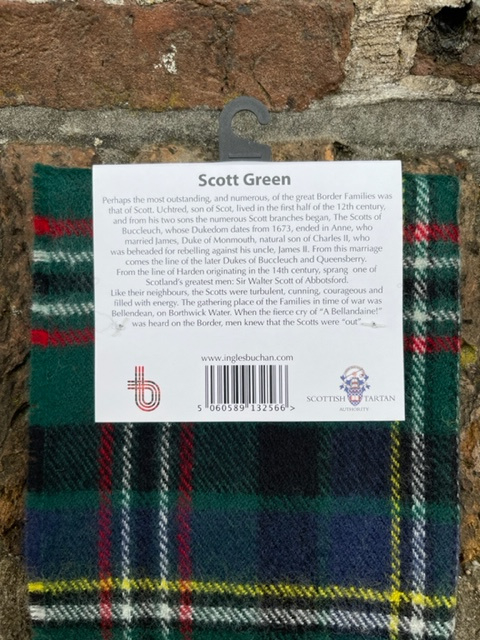 Scott Green
Perhaps the most outstanding, and numerous, of the great Border Families was
that of Scott. Uchtred, son of Scot, lived in the first half of the 12th century,
and from his two sons the numerous Scott branches began, The Scotts of
Buccleuch, whose Dukedom dates from 1673, ended in Anne, who
married James, Duke of Monmouth, natural son of Charles II, who
was beheaded for rebelling against his uncle, James II. From this marriage
comes the line of the later Dukes of Buccleuch and Queensberry.
From the line of Harden originating in the 14th century, sprang one of
Scotland's greatest men: Sir Walter Scott of Abbotsford.
Like their neighbours, the Scotts were turbulent, cunning, courageous and
filled with energy. The gathering place of the Families in time of war was
Bellendean, on Borthwick Water. When the fierce cry of "A Bellandaine!"
was heard on the Border, men knew that the Scotts were "out".
www.inglesbuchan.com
5 060589 132566 >
SCOTTISH TARTAN
AUTHORITY